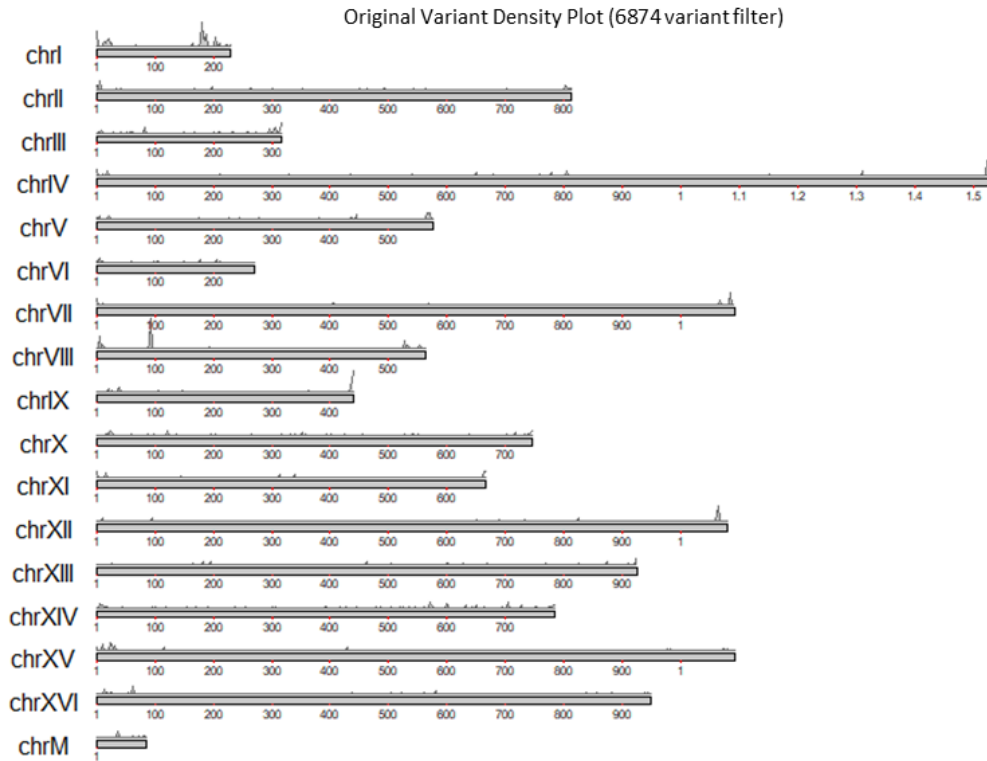 Original Variant Density Plot (6874 variant filter)
chrI
1 100 200
chrII
1 100 200 300 400 500 600 700 800
chrIII
1 100 200 300
chrIV
1 100 200 300 400 500 600 700 800 900 1 1.1 1.2 1.3 1.4 1.5
chrV
1 100 200 300 400 500
chrVI
1 100 200
chrVII
1 100 200 300 400 500 600 700 800 900 1
chrVIII
1 100 200 300 400 500
chrIX
1 100 200 300 400
chrX
1 100 200 300 400 500 600 700
chrXI
1 100 200 300 400 500 600
chrXII
1 100 200 300 400 500 600 700 800 900 1
chrXIII
1 100 200 300 400 500 600 700 800 900
chrXIV
1 100 200 300 400 500 600 700
chrXV
1 100 200 300 400 500 600 700 800 900 1
chrXVI
1 100 200 300 400 500 600 700 800 900
chrM
1